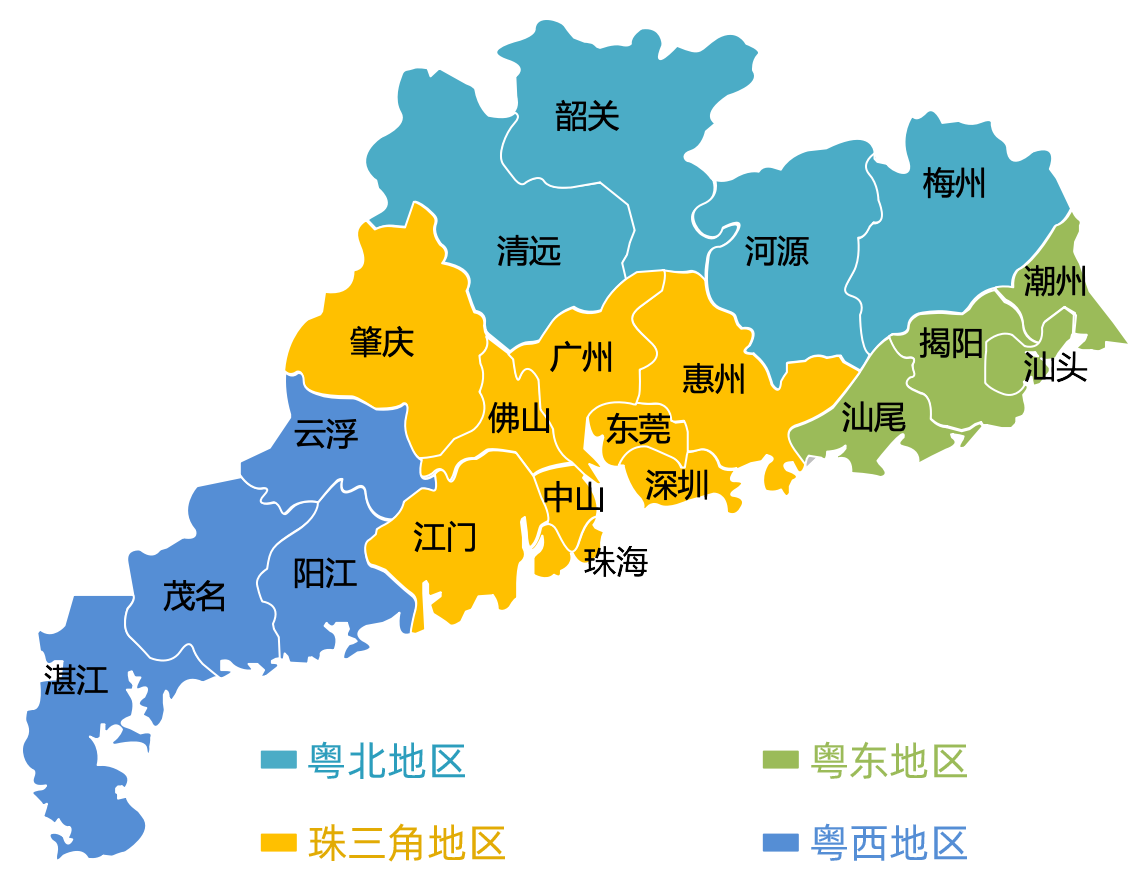 韶关
梅州
清远
河源
潮州
肇庆
广州
揭阳
汕头
惠州
佛山
汕尾
东莞
云浮
深圳
中山
江门
珠海
阳江
茂名
湛江
粤北地区
粤东地区
珠三角地区
粤西地区